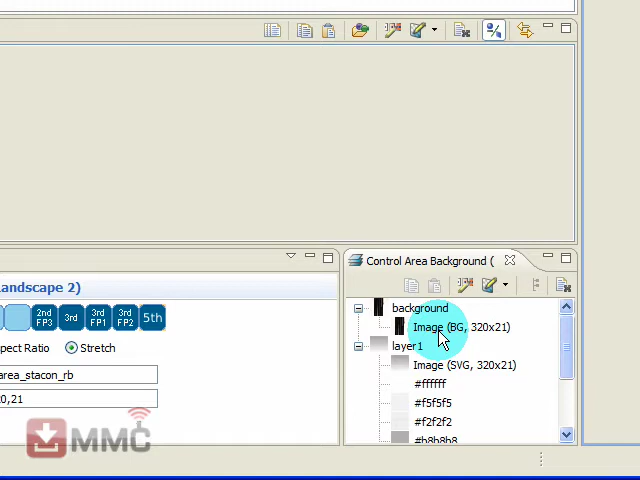 Control Area Background (
Landscape 2)
2nd FP3
3rd
3rd FP1
3rd FP2
5th
pect Ratio
Stretch
area_stacon_rb
0,21
background
Image (BG, 320x21)
layer1
Image (SVG, 320x21)
#ffffff
#f5f5f5
#f2f2f2
#b8b8b8
MMC